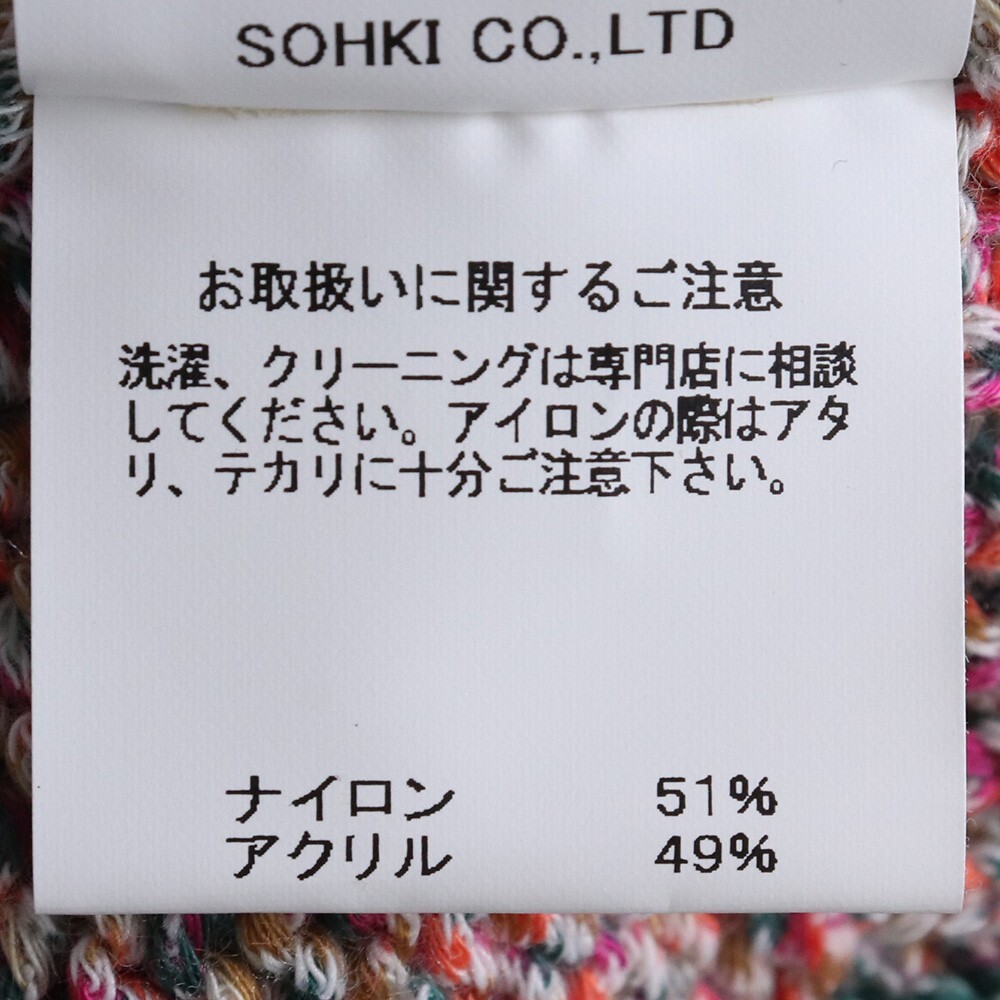 SOHKI CO.,LTD
お取扱いに関するご注意
洗濯、クリーニングは専門店に相談
してください。アイロンの際はアタ
リ、テカリに十分ご注意下さい。
ナイロン 51%
アクリル 49%